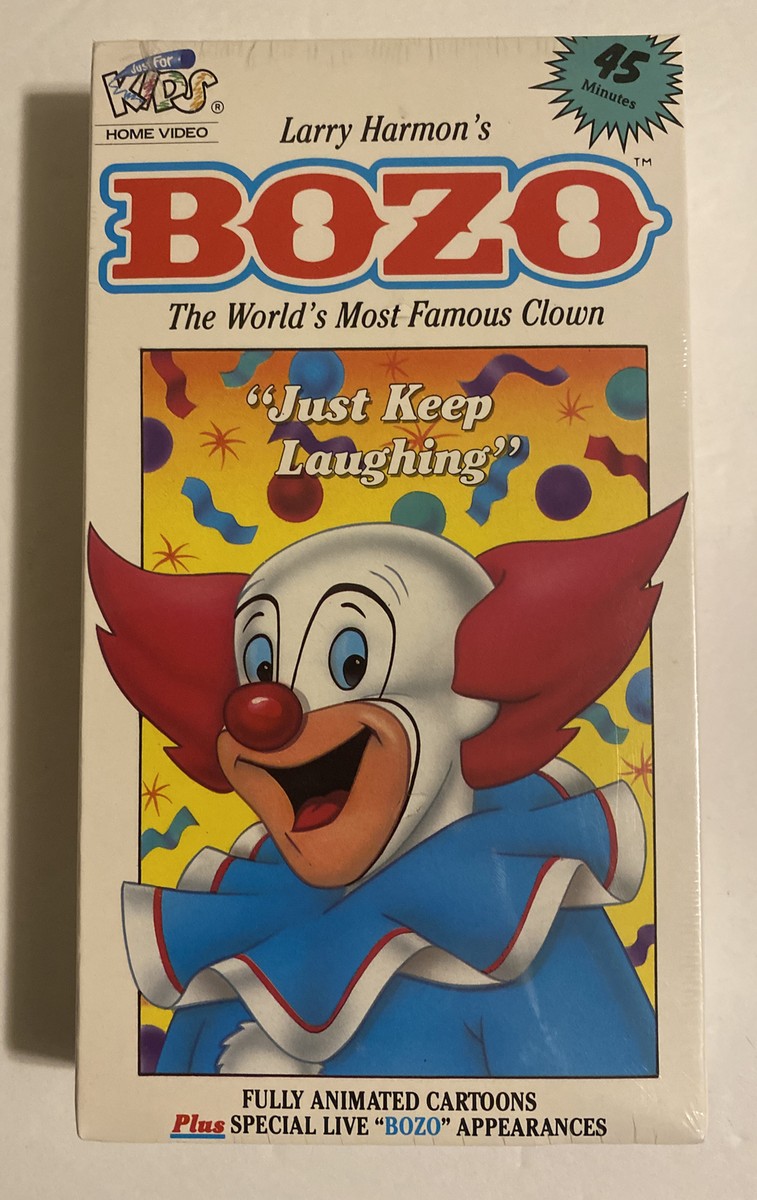 Just For
KIDS®
HOME VIDEO
45
Minutes
Larry Harmon's
BOZO™
The World's Most Famous Clown
"Just Keep
Laughing"
FULLY ANIMATED CARTOONS
Plus SPECIAL LIVE "BOZO" APPEARANCES